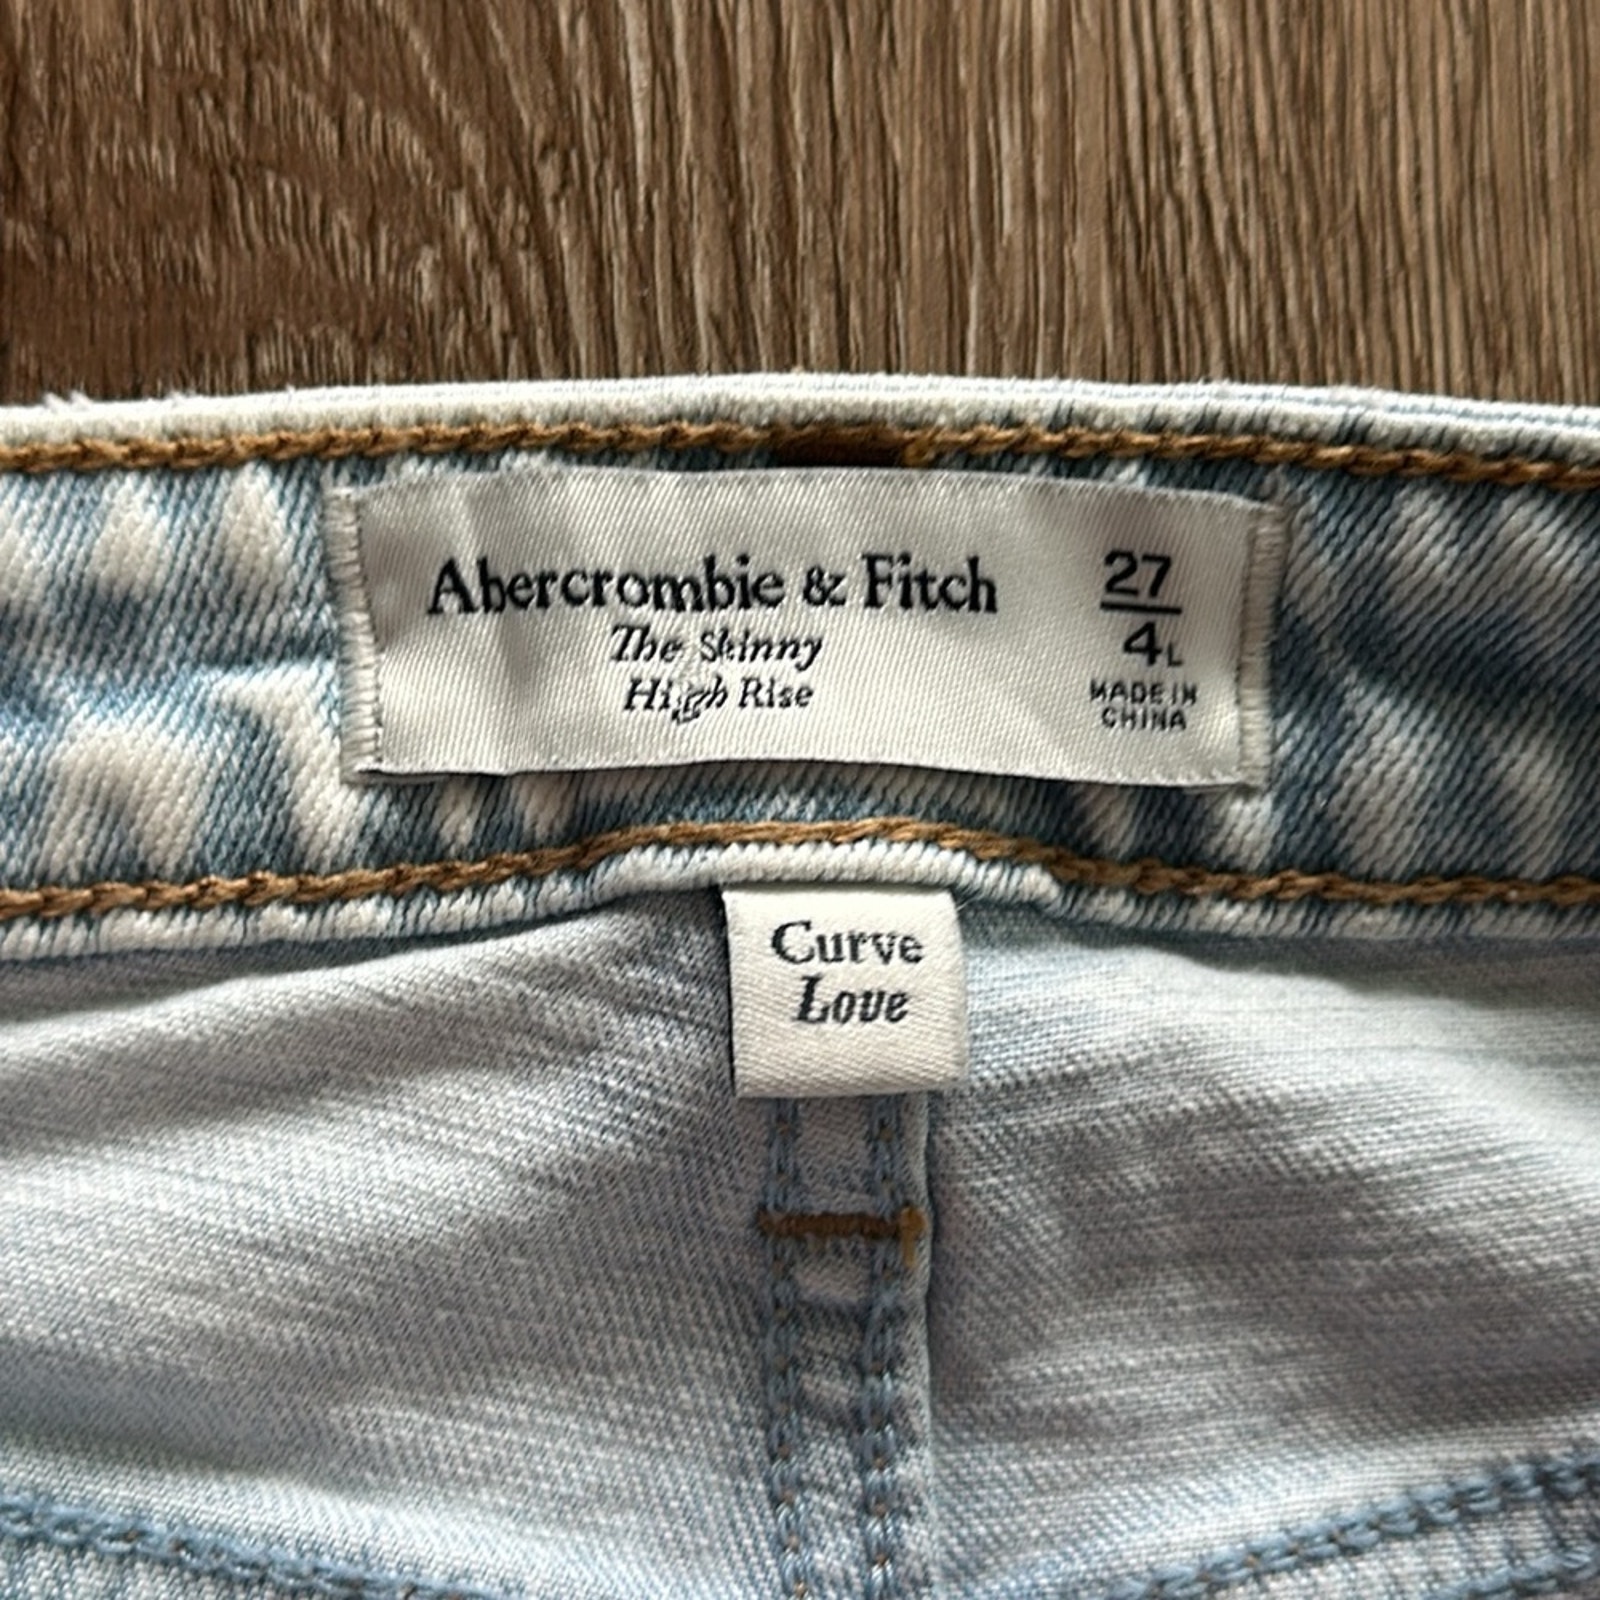 Abercrombie & Fitch
The Skinny
High Rise
27
4L
MADE IN
CHINA
Curve
Love